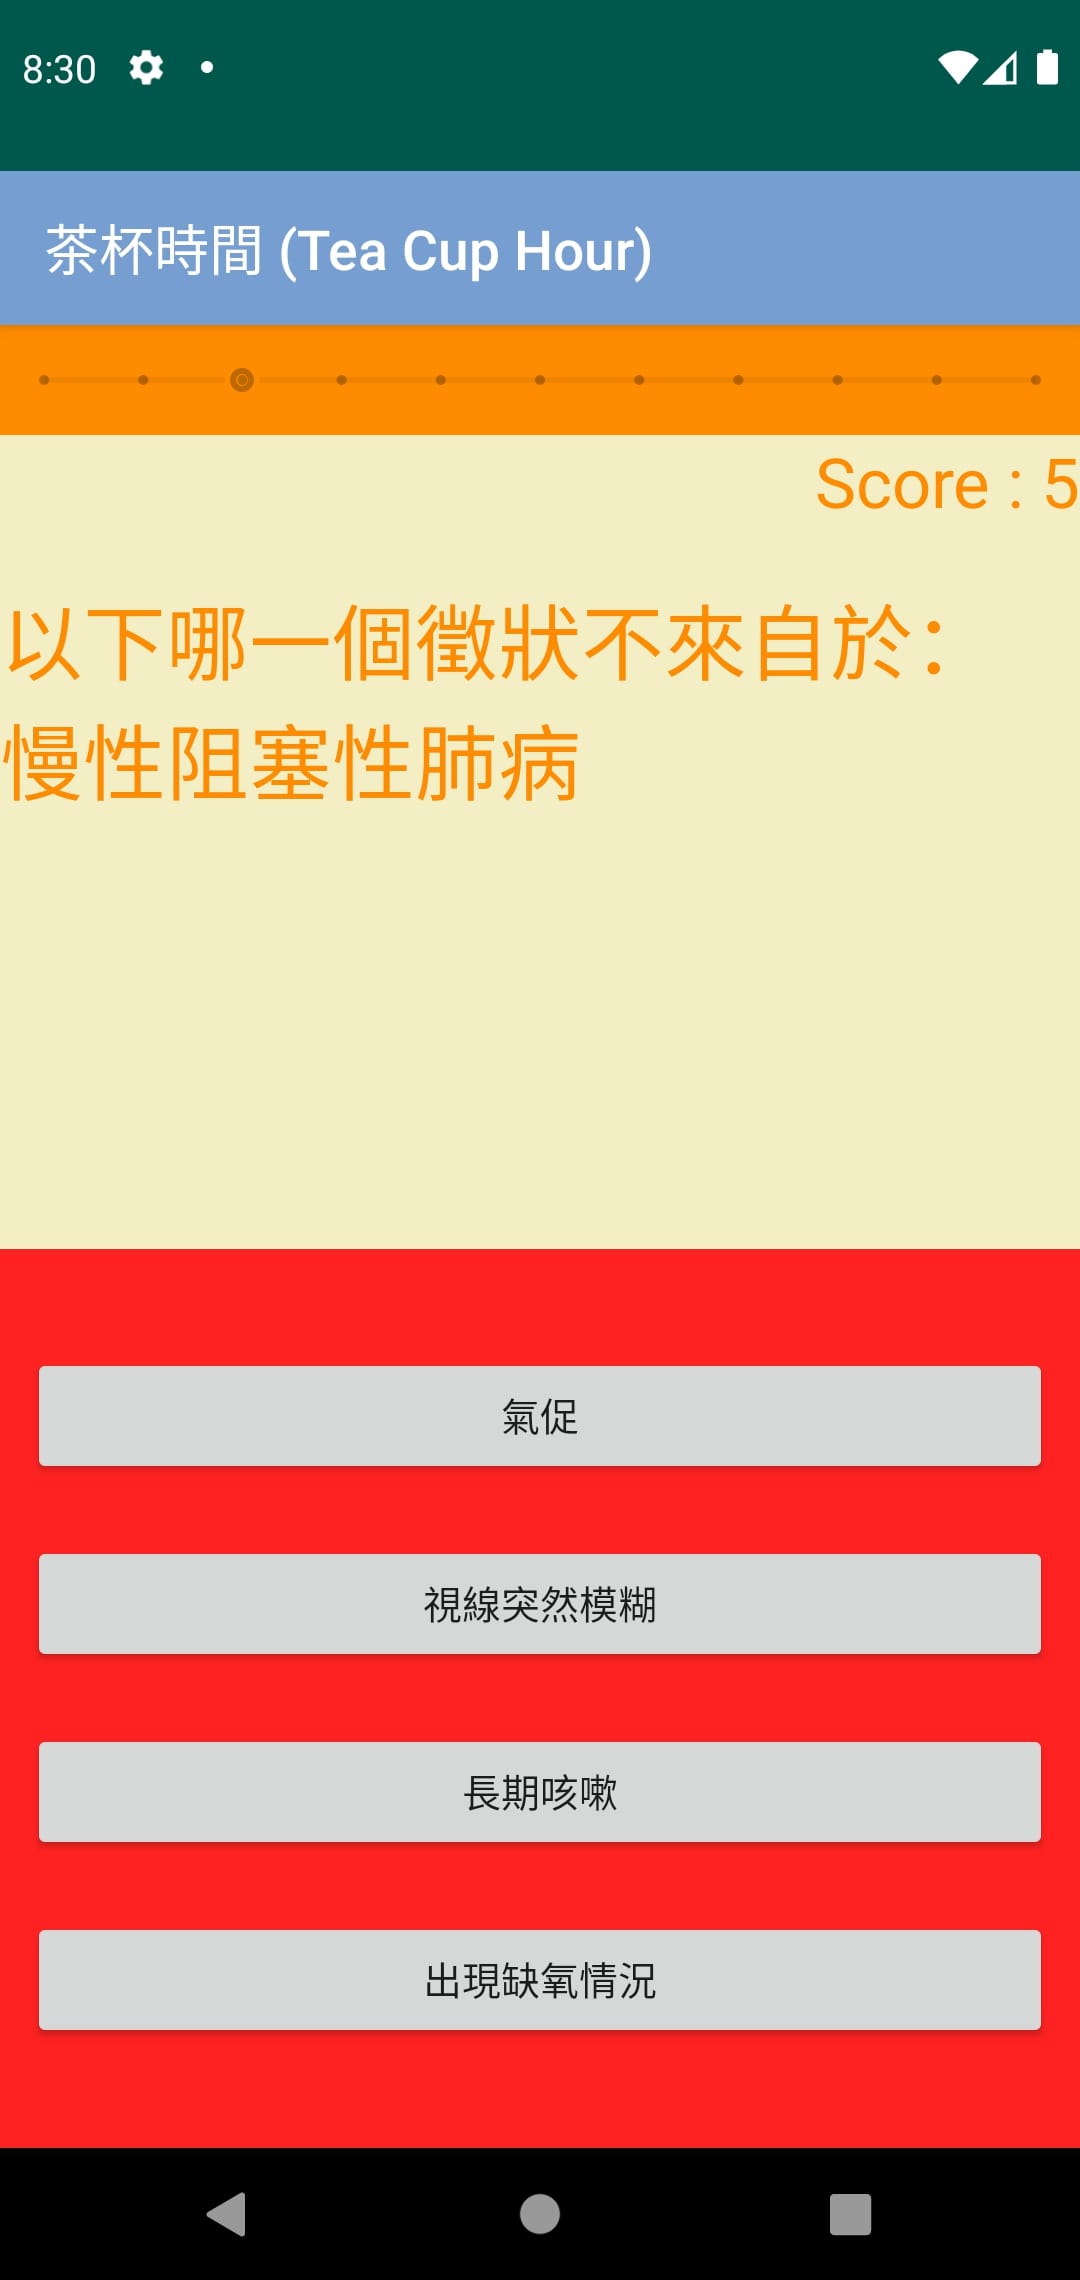 8:30
茶杯時間 (Tea Cup Hour)
Score : 5
以下哪一個徵狀不來自於：
慢性阻塞性肺病
氣促
視線突然模糊
長期咳嗽
出現缺氧情況